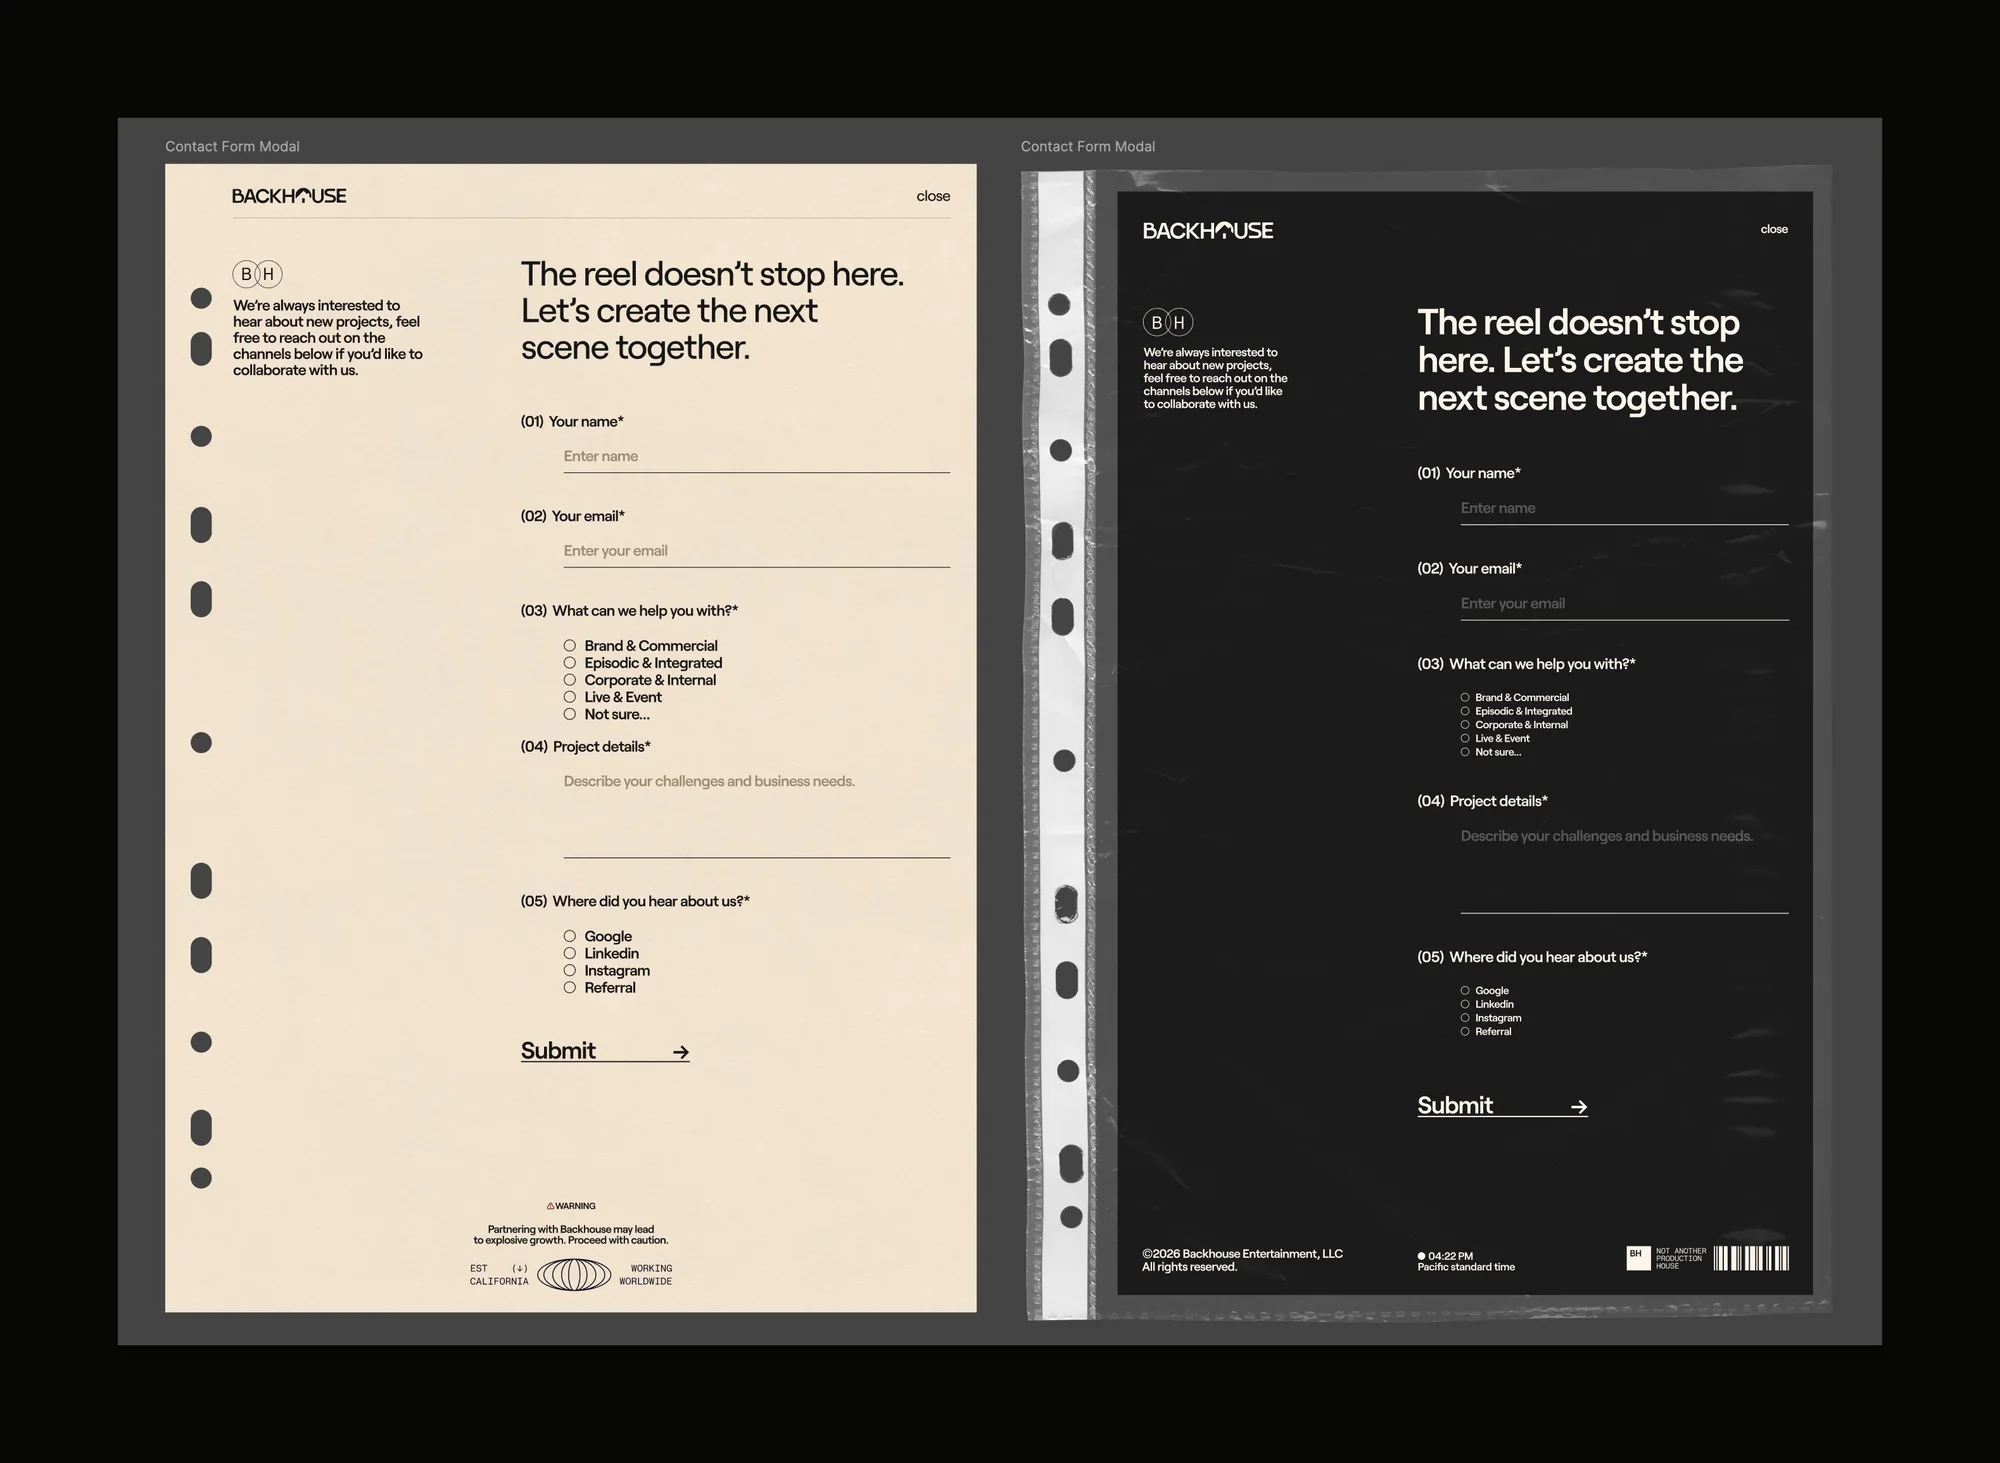 Contact Form Modal
BACKHOUSE
close
BH
We're always interested to
hear about new projects, feel
free to reach out on the
channels below if you'd like to
collaborate with us.
The reel doesn't stop here.
Let's create the next
scene together.
(01) Your name*
Enter name
(02) Your email*
Enter your email
(03) What can we help you with?*
Brand & Commercial
Episodic & Integrated
Corporate & Internal
Live & Event
Not sure...
(04) Project details*
Describe your challenges and business needs.
(05) Where did you hear about us?*
Google
Linkedin
Instagram
Referral
Submit →
⚠WARNING
Partnering with Backhouse may lead
to explosive growth. Proceed with caution.
EST (↓) WORKING
CALIFORNIA WORLDWIDE
Contact Form Modal
BACKHOUSE
close
BH
We're always interested to
hear about new projects,
feel free to reach out on the
channels below if you'd like
to collaborate with us.
The reel doesn't stop
here. Let's create the
next scene together.
(01) Your name*
Enter name
(02) Your email*
Enter your email
(03) What can we help you with?*
Brand & Commercial
Episodic & Integrated
Corporate & Internal
Live & Event
Not sure...
(04) Project details*
Describe your challenges and business needs.
(05) Where did you hear about us?*
Google
Linkedin
Instagram
Referral
Submit →
©2026 Backhouse Entertainment, LLC
All rights reserved.
04:22 PM
Pacific standard time
BH
NOT ANOTHER
PRODUCTION
HOUSE